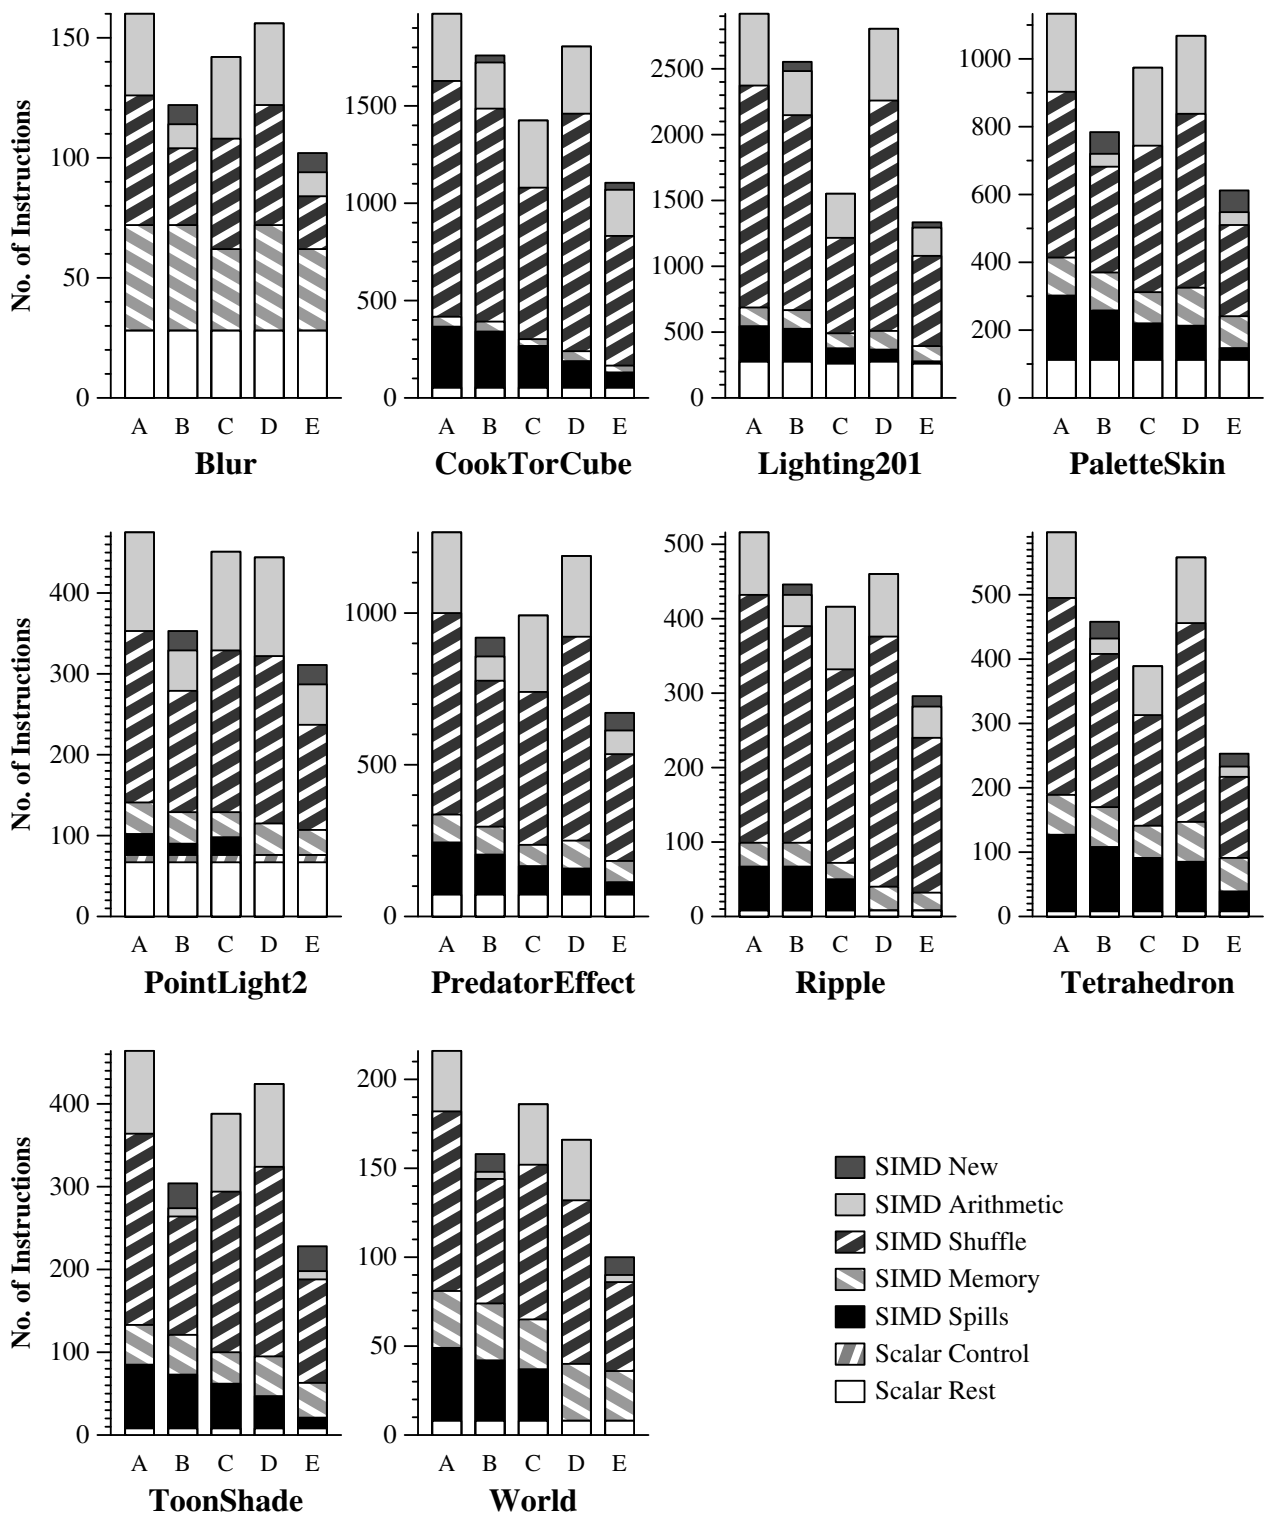 No. of Instructions
150
100
50
0
A B C D E
Blur
1500
1000
500
0
A B C D E
CookTorCube
2500
2000
1500
1000
500
0
A B C D E
Lighting201
1000
800
600
400
200
0
A B C D E
PaletteSkin
No. of Instructions
400
300
200
100
0
A B C D E
PointLight2
1000
500
0
A B C D E
PredatorEffect
500
400
300
200
100
0
A B C D E
Ripple
500
400
300
200
100
0
A B C D E
Tetrahedron
No. of Instructions
400
300
200
100
0
A B C D E
ToonShade
200
150
100
50
0
A B C D E
World
SIMD New
SIMD Arithmetic
SIMD Shuffle
SIMD Memory
SIMD Spills
Scalar Control
Scalar Rest